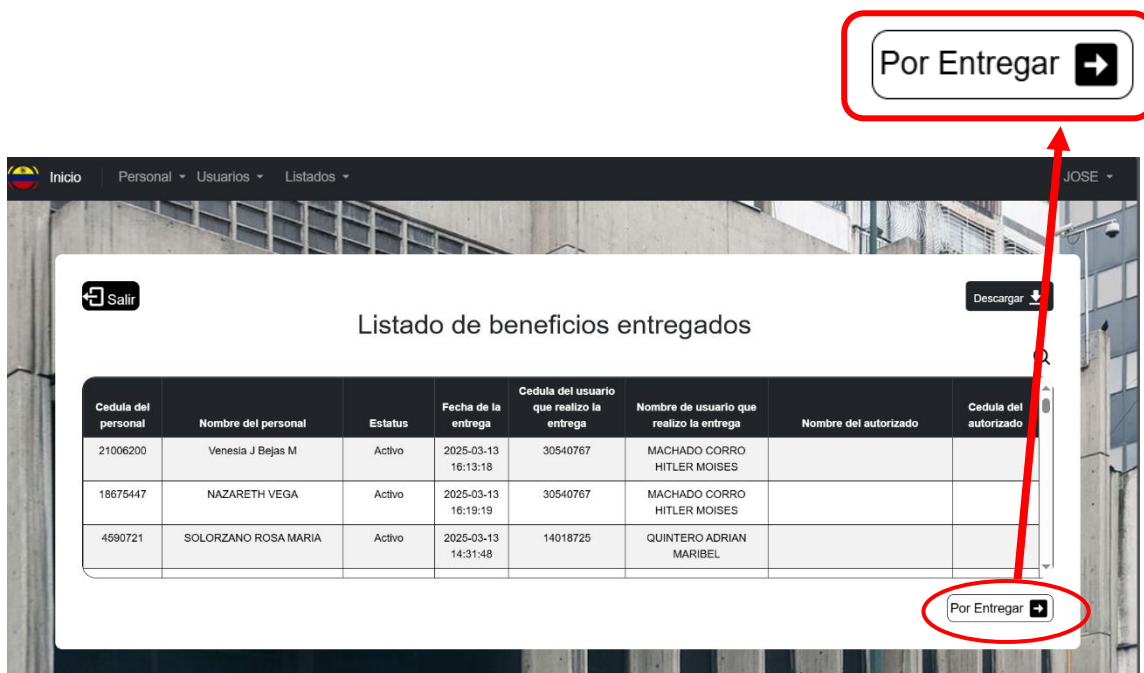 Por Entregar
Inicio Personal Usuarios Listados JOSE
Salir
Descargar
Listado de beneficios entregados
Cedula del personal Nombre del personal Estatus Fecha de la entrega Cedula del usuario que realizo la entrega Nombre de usuario que realizo la entrega Nombre del autorizado Cedula del autorizado
21006200 Venesia J Bejas M Activo 2025-03-13 16:13:18 30540767 MACHADO CORRO HITLER MOISES
18675447 NAZARETH VEGA Activo 2025-03-13 16:19:19 30540767 MACHADO CORRO HITLER MOISES
4590721 SOLORZANO ROSA MARIA Activo 2025-03-13 14:31:48 14018725 QUINTERO ADRIAN MARIBEL
Por Entregar